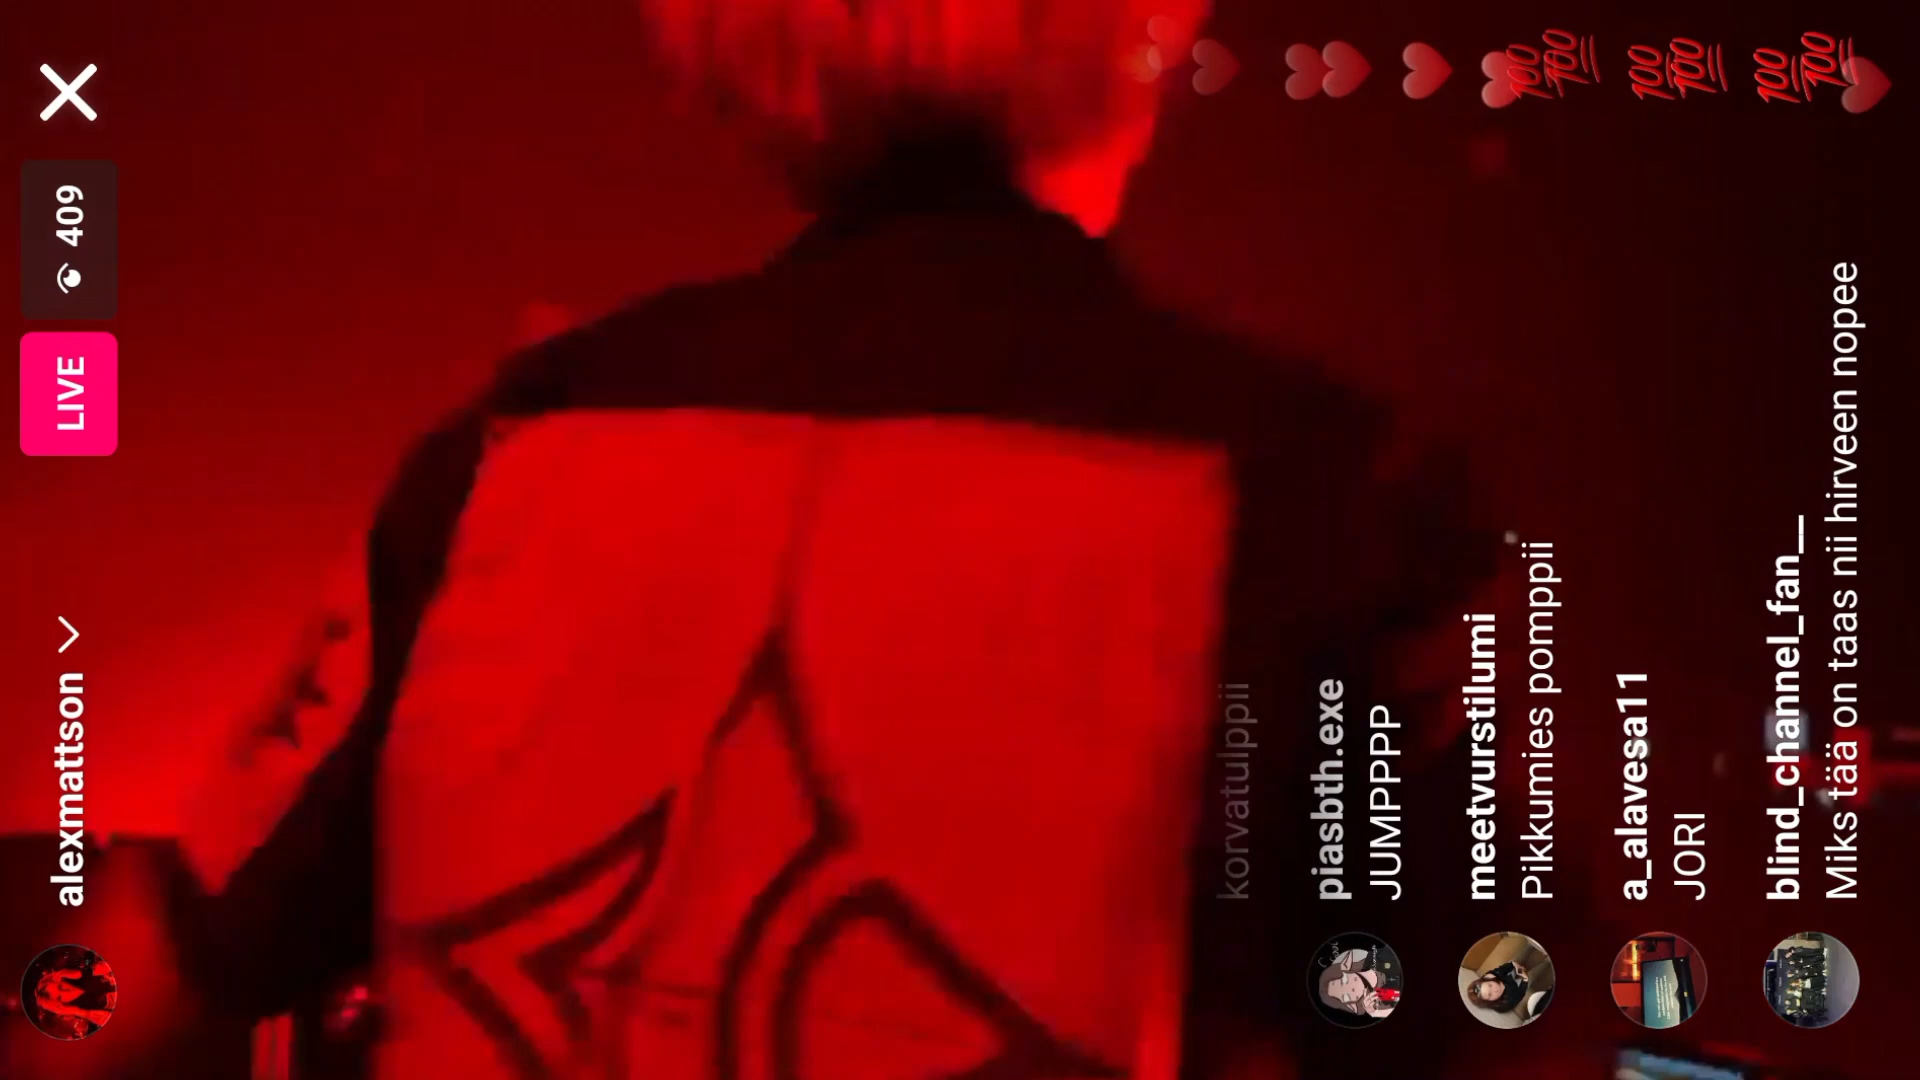 alexmattson
LIVE
409
korvatulppii
piasbth.exe
JUMPPPP
meetvurstilumi
Pikkumies pomppii
a_alavesa11
JORI
blind_channel_fan__
Miks tää on taas nii hirveen nopee